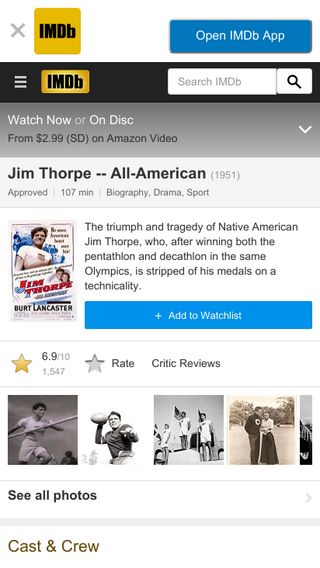 IMDb
Open IMDb App
IMDb
Search IMDb
Watch Now or On Disc
From $2.99 (SD) on Amazon Video
Jim Thorpe -- All-American (1951)
Approved | 107 min | Biography, Drama, Sport
JIM THORPE
ALL-AMERICAN
BURT LANCASTER
The triumph and tragedy of Native American
Jim Thorpe, who, after winning both the
pentathlon and decathlon in the same
Olympics, is stripped of his medals on a
technicality.
+ Add to Watchlist
6.9/10
1,547
Rate
Critic Reviews
See all photos
Cast & Crew